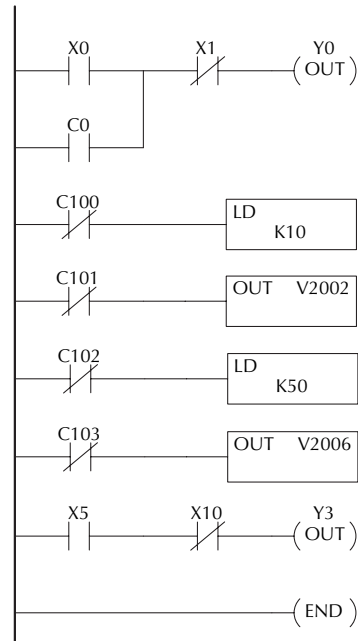 X0 X1 Y0
OUT
C0
C100
LD
K10
C101
OUT V2002
C102
LD
K50
C103
OUT V2006
X5 X10 Y3
OUT
END